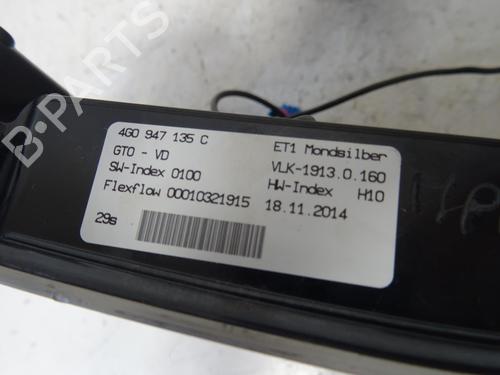 B-PARTS
4G0 947 135 C ET1 Mondsilber
GTO - VD VLK-1913.0.160
SW-Index 0100 HW-Index H10
Flexflow 00010321915 18.11.2014
29s